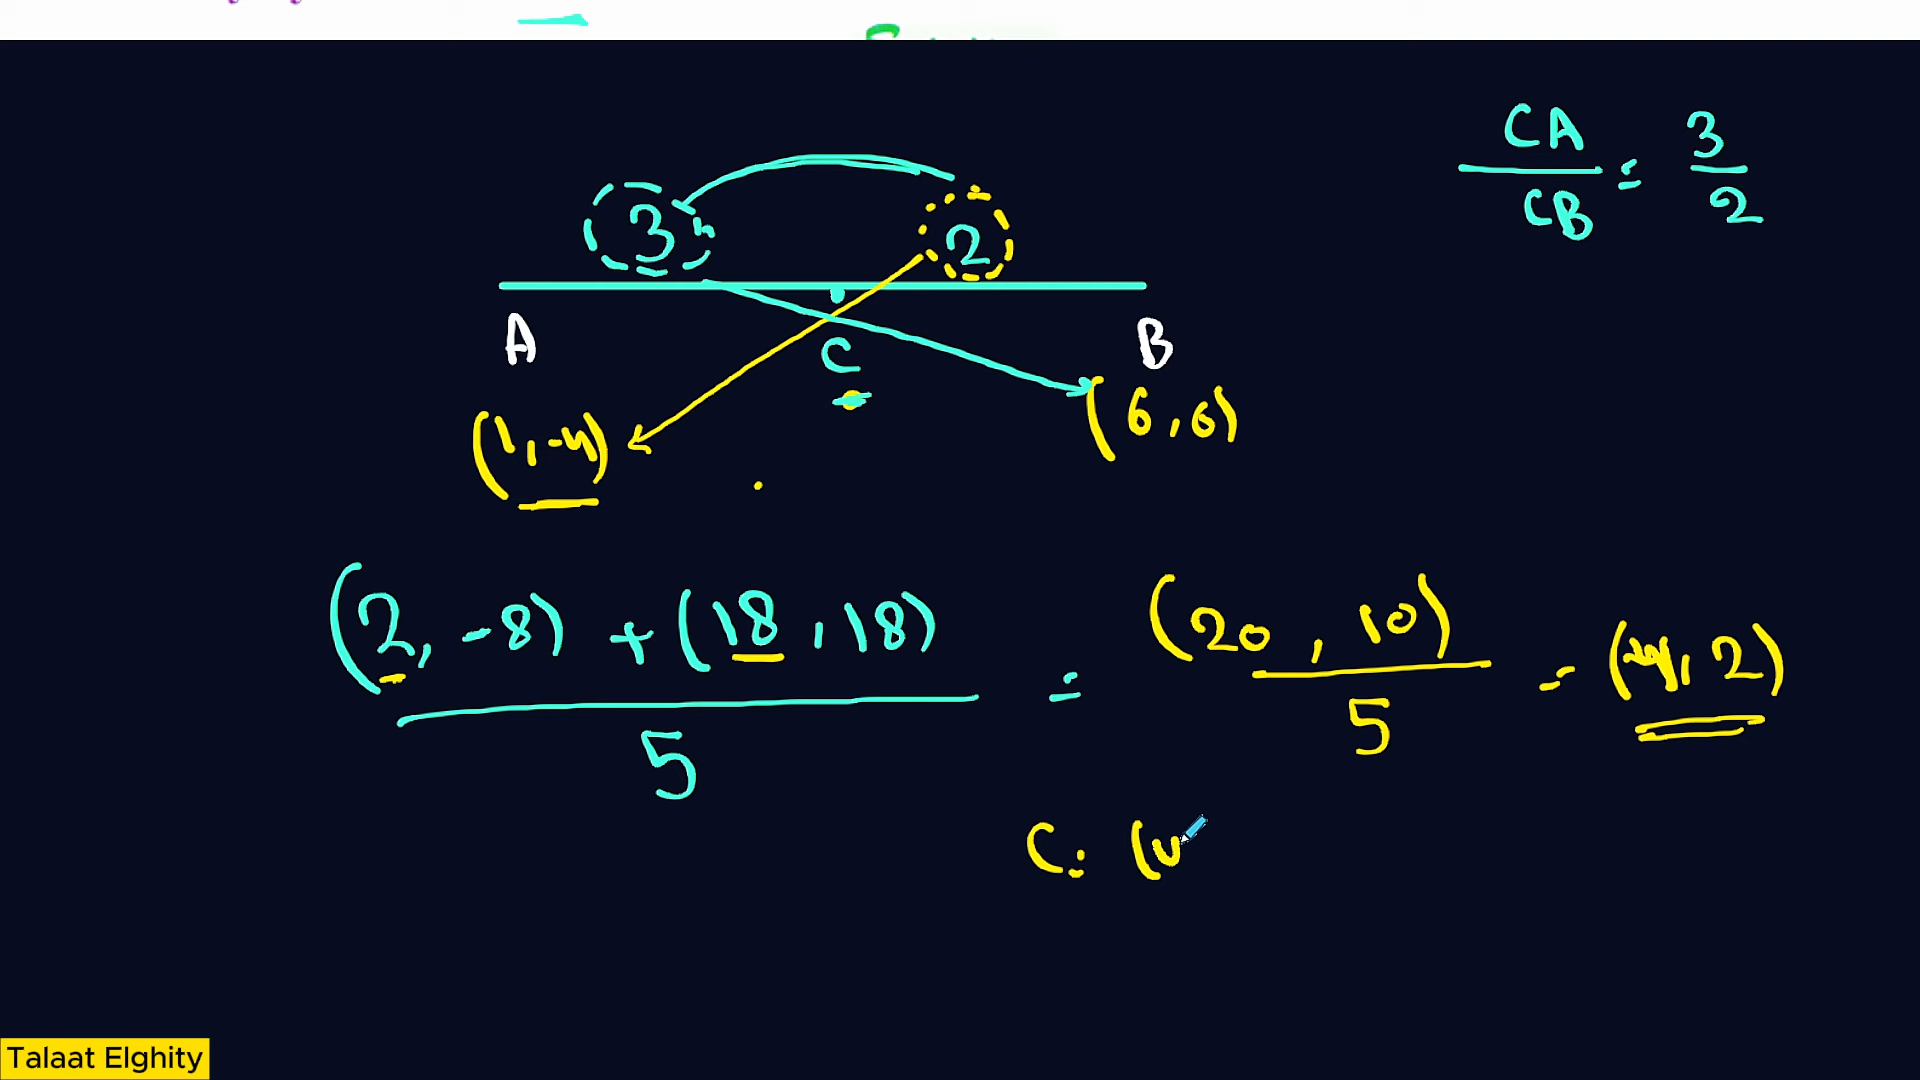 CA / CB = 3 / 2
3 2
A C B
(1, -4) (6, 6)
((2, -8) + (18, 18)) / 5 = (20, 10) / 5 = (4, 2)
C: (
Talaat Elghity